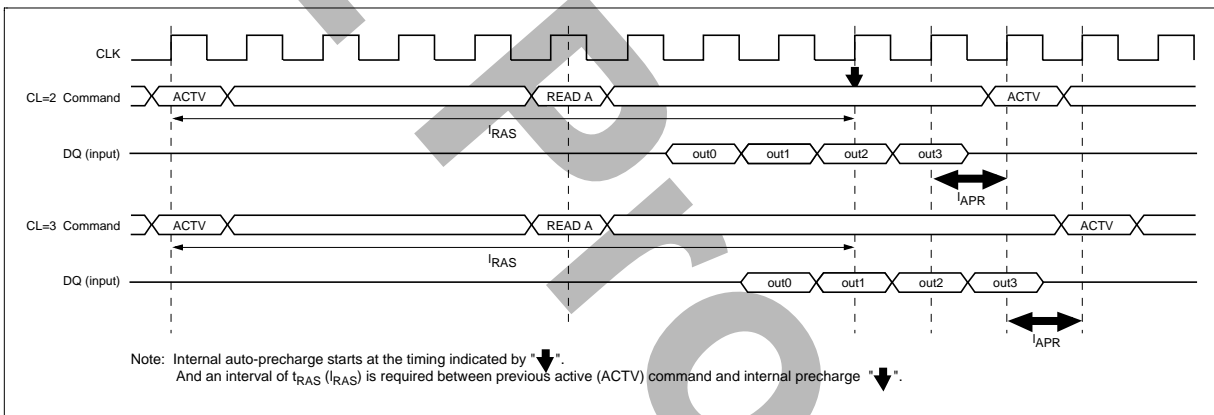 CLK
CL=2 Command ACTV READ A ACTV
lRAS
DQ (input) out0 out1 out2 out3
lAPR
CL=3 Command ACTV READ A ACTV
lRAS
DQ (input) out0 out1 out2 out3
lAPR
Note: Internal auto-precharge starts at the timing indicated by " ".
And an interval of tRAS (lRAS) is required between previous active (ACTV) command and internal precharge " ".